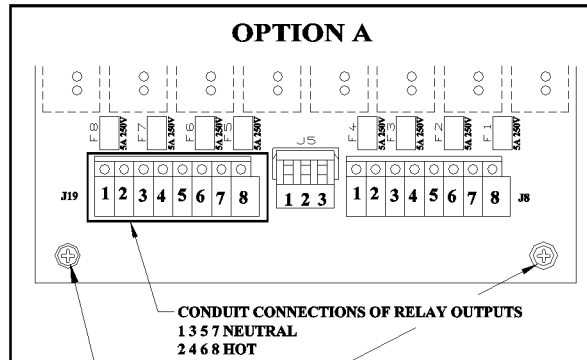 OPTION A
F8 5A 250V F7 5A 250V F6 5A 250V F5 5A 250V F4 5A 250V F3 5A 250V F2 5A 250V F1 5A 250V
J5
J19 1 2 3 4 5 6 7 8 1 2 3 1 2 3 4 5 6 7 8 J8
CONDUIT CONNECTIONS OF RELAY OUTPUTS
1 3 5 7 NEUTRAL
2 4 6 8 HOT